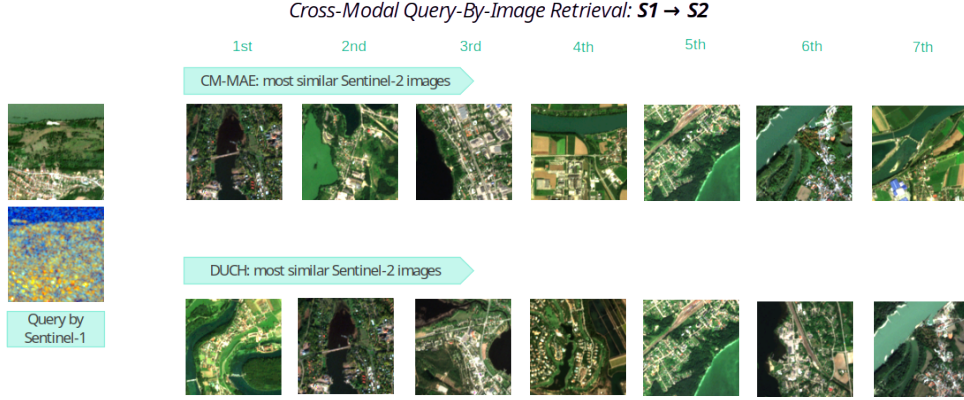 Cross-Modal Query-By-Image Retrieval: S1 → S2
1st 2nd 3rd 4th 5th 6th 7th
CM-MAE: most similar Sentinel-2 images
DUCH: most similar Sentinel-2 images
Query by
Sentinel-1